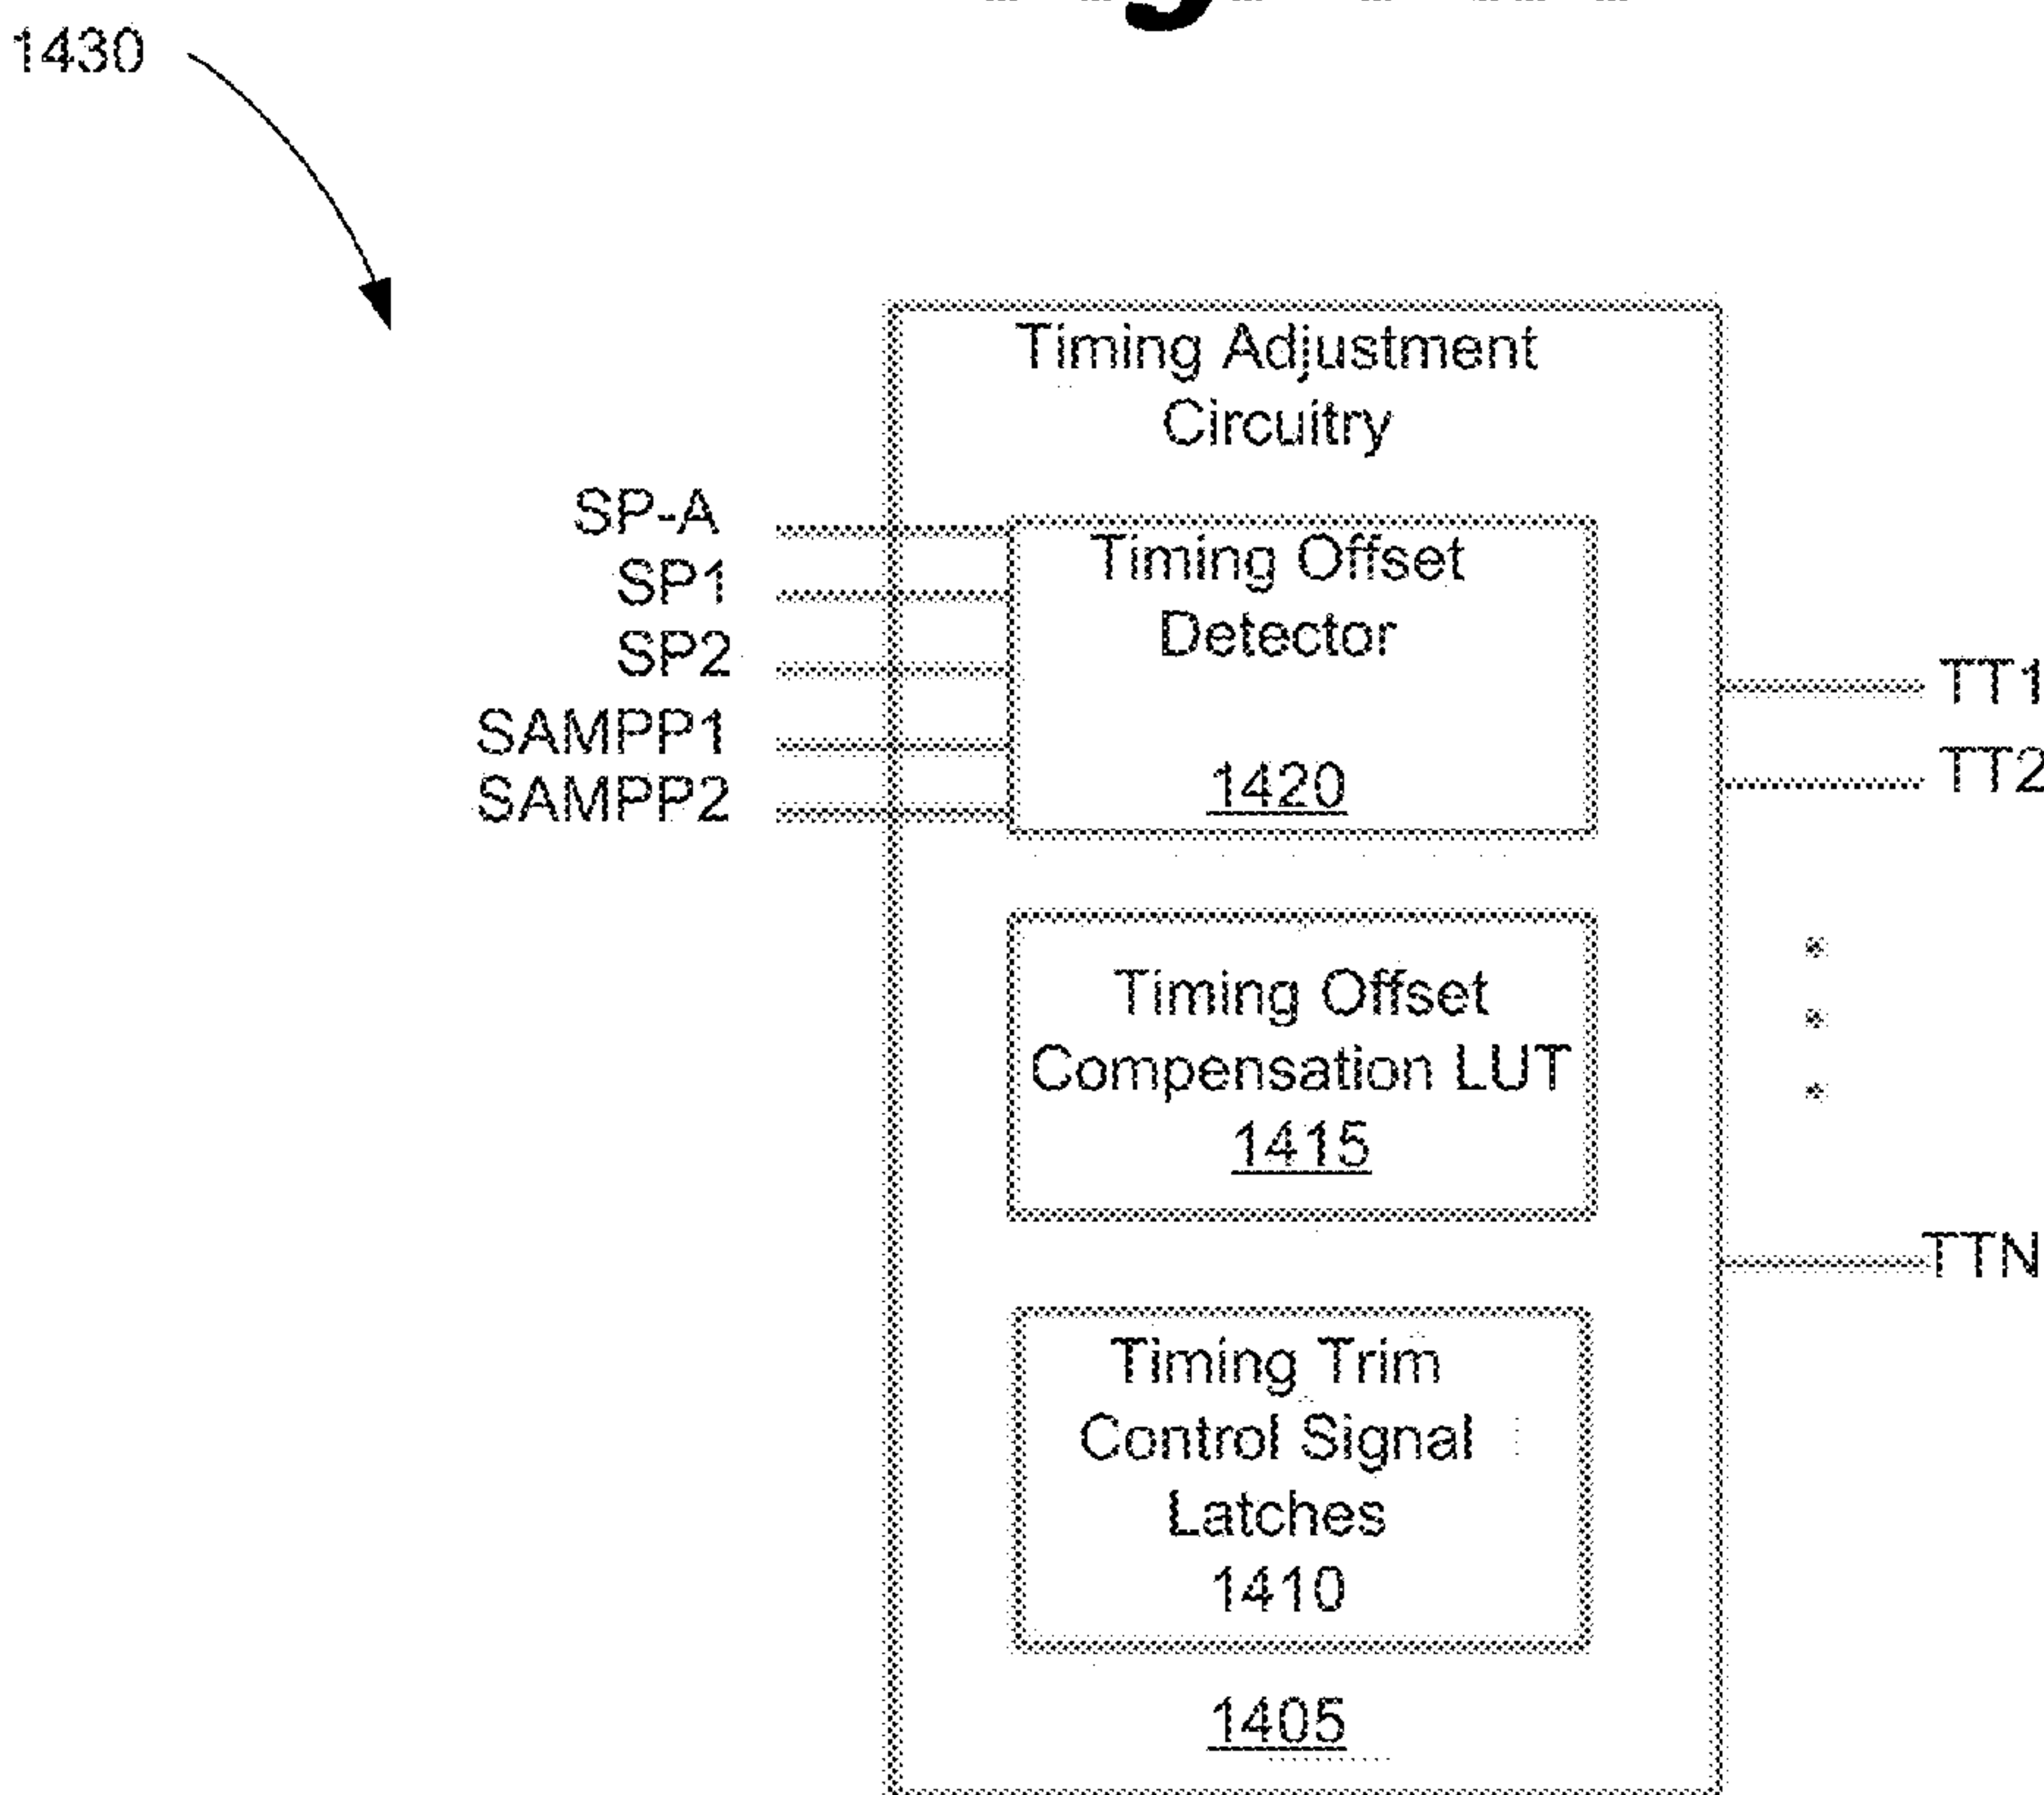 1430
Timing Adjustment
Circuitry
SP-A
SP1
SP2
SAMPP1
SAMPP2
Timing Offset
Detector
1420
TT1
TT2
Timing Offset
Compensation LUT
1415
TTN
Timing Trim
Control Signal
Latches
1410
1405